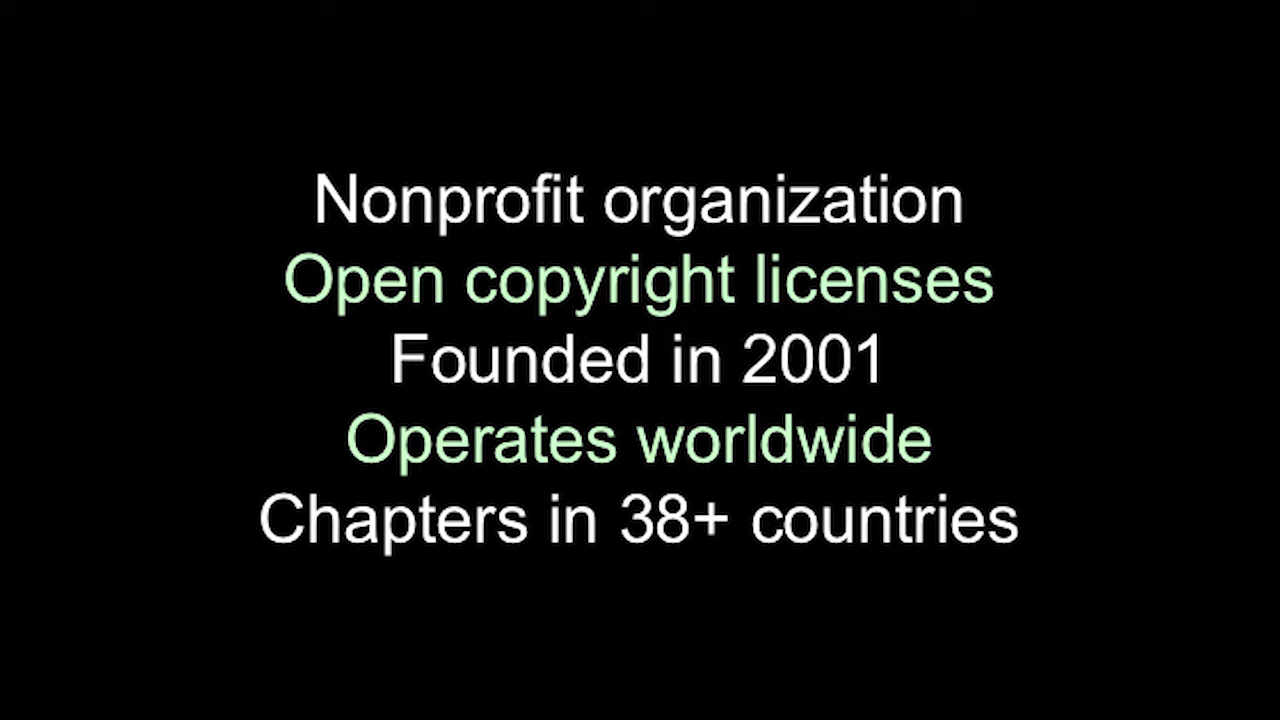 Nonprofit organization
Open copyright licenses
Founded in 2001
Operates worldwide
Chapters in 38+ countries